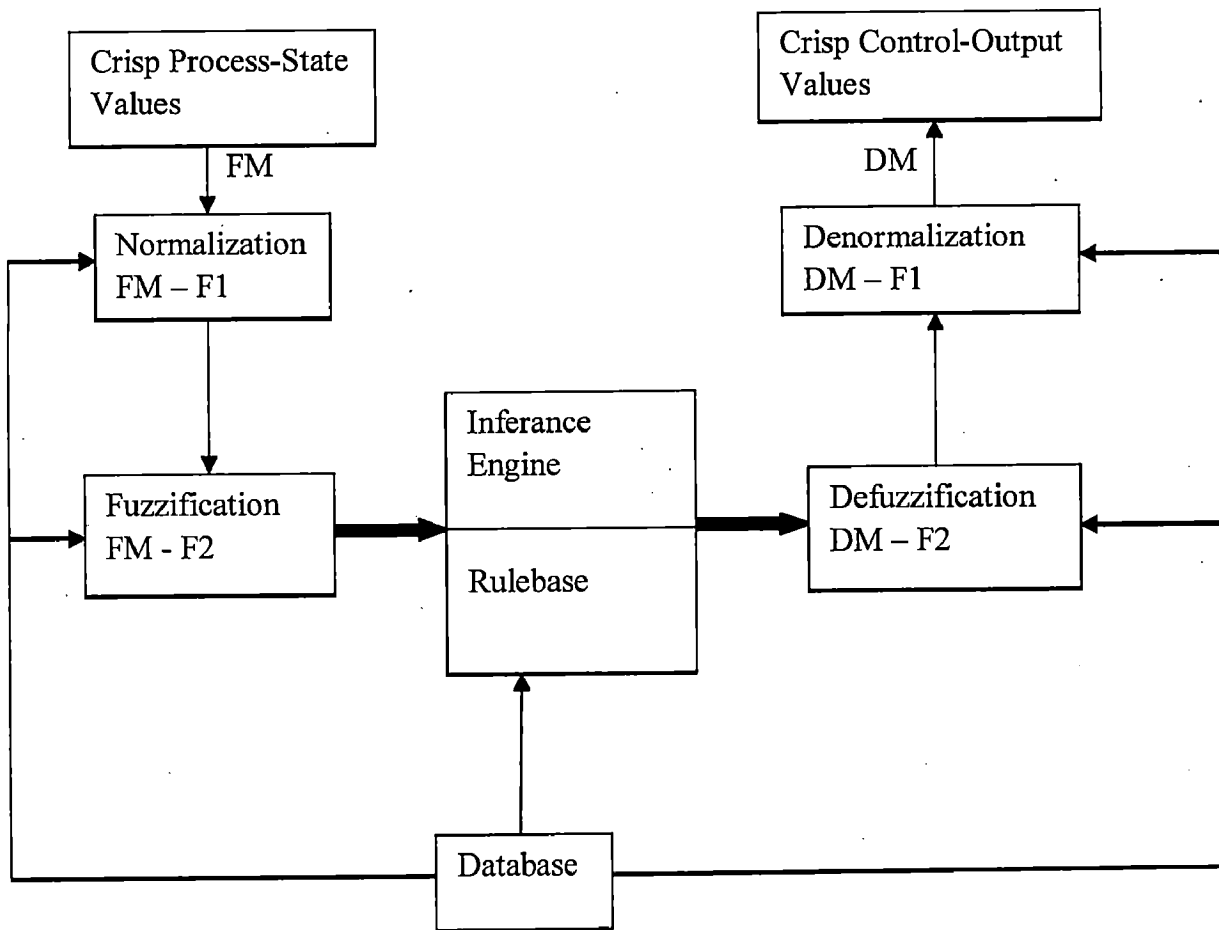 Crisp Process-State
Values
FM
Normalization
FM – F1
Fuzzification
FM - F2
Inferance
Engine
Rulebase
Database
Crisp Control-Output
Values
DM
Denormalization
DM – F1
Defuzzification
DM – F2